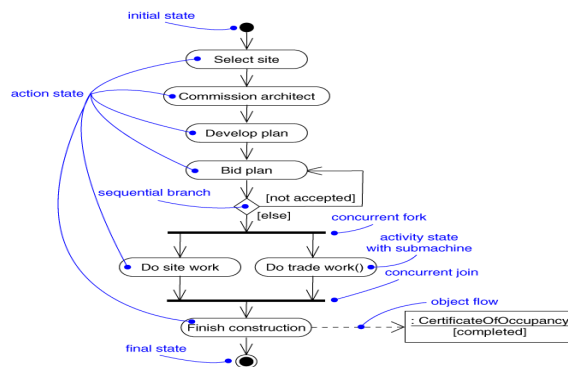 initial state
Select site
action state
Commission architect
Develop plan
Bid plan
sequential branch
[not accepted]
[else]
concurrent fork
activity state
with submachine
Do site work
Do trade work()
concurrent join
object flow
Finish construction
: CertificateOfOccupancy
[completed]
final state